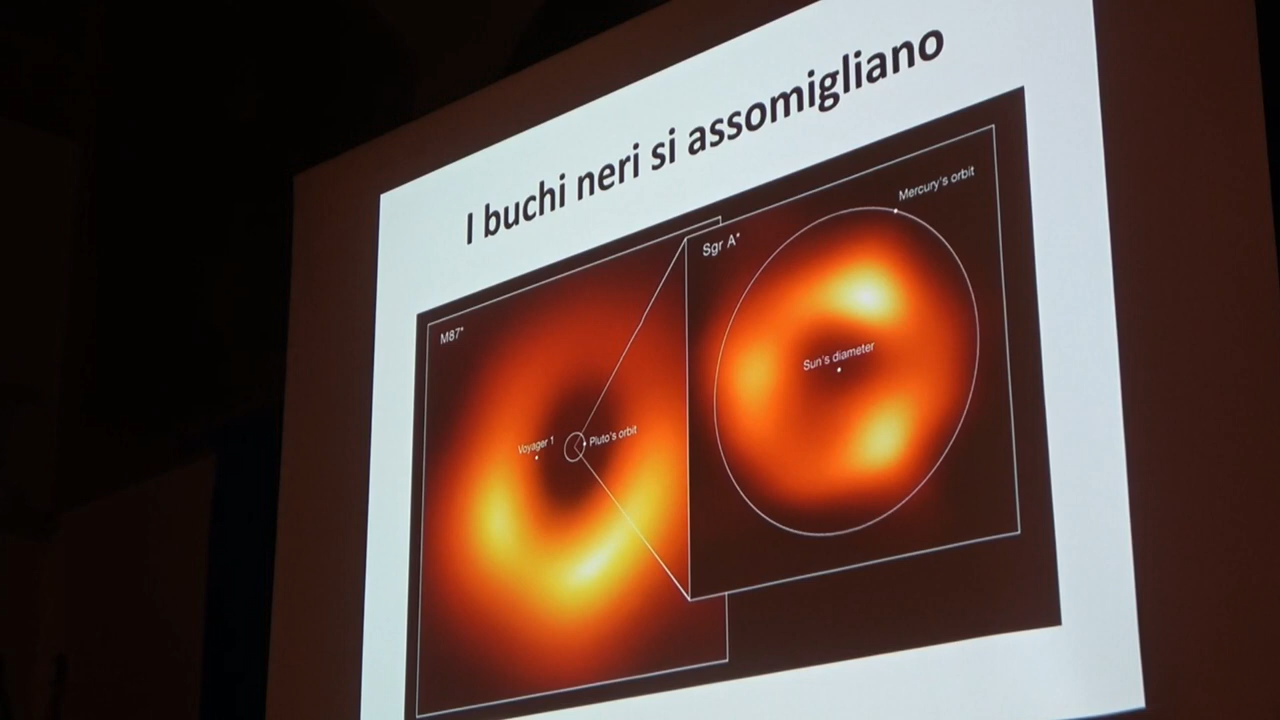 I buchi neri si assomigliano
M87*
Voyager 1
Pluto's orbit
Sgr A*
Mercury's orbit
Sun's diameter